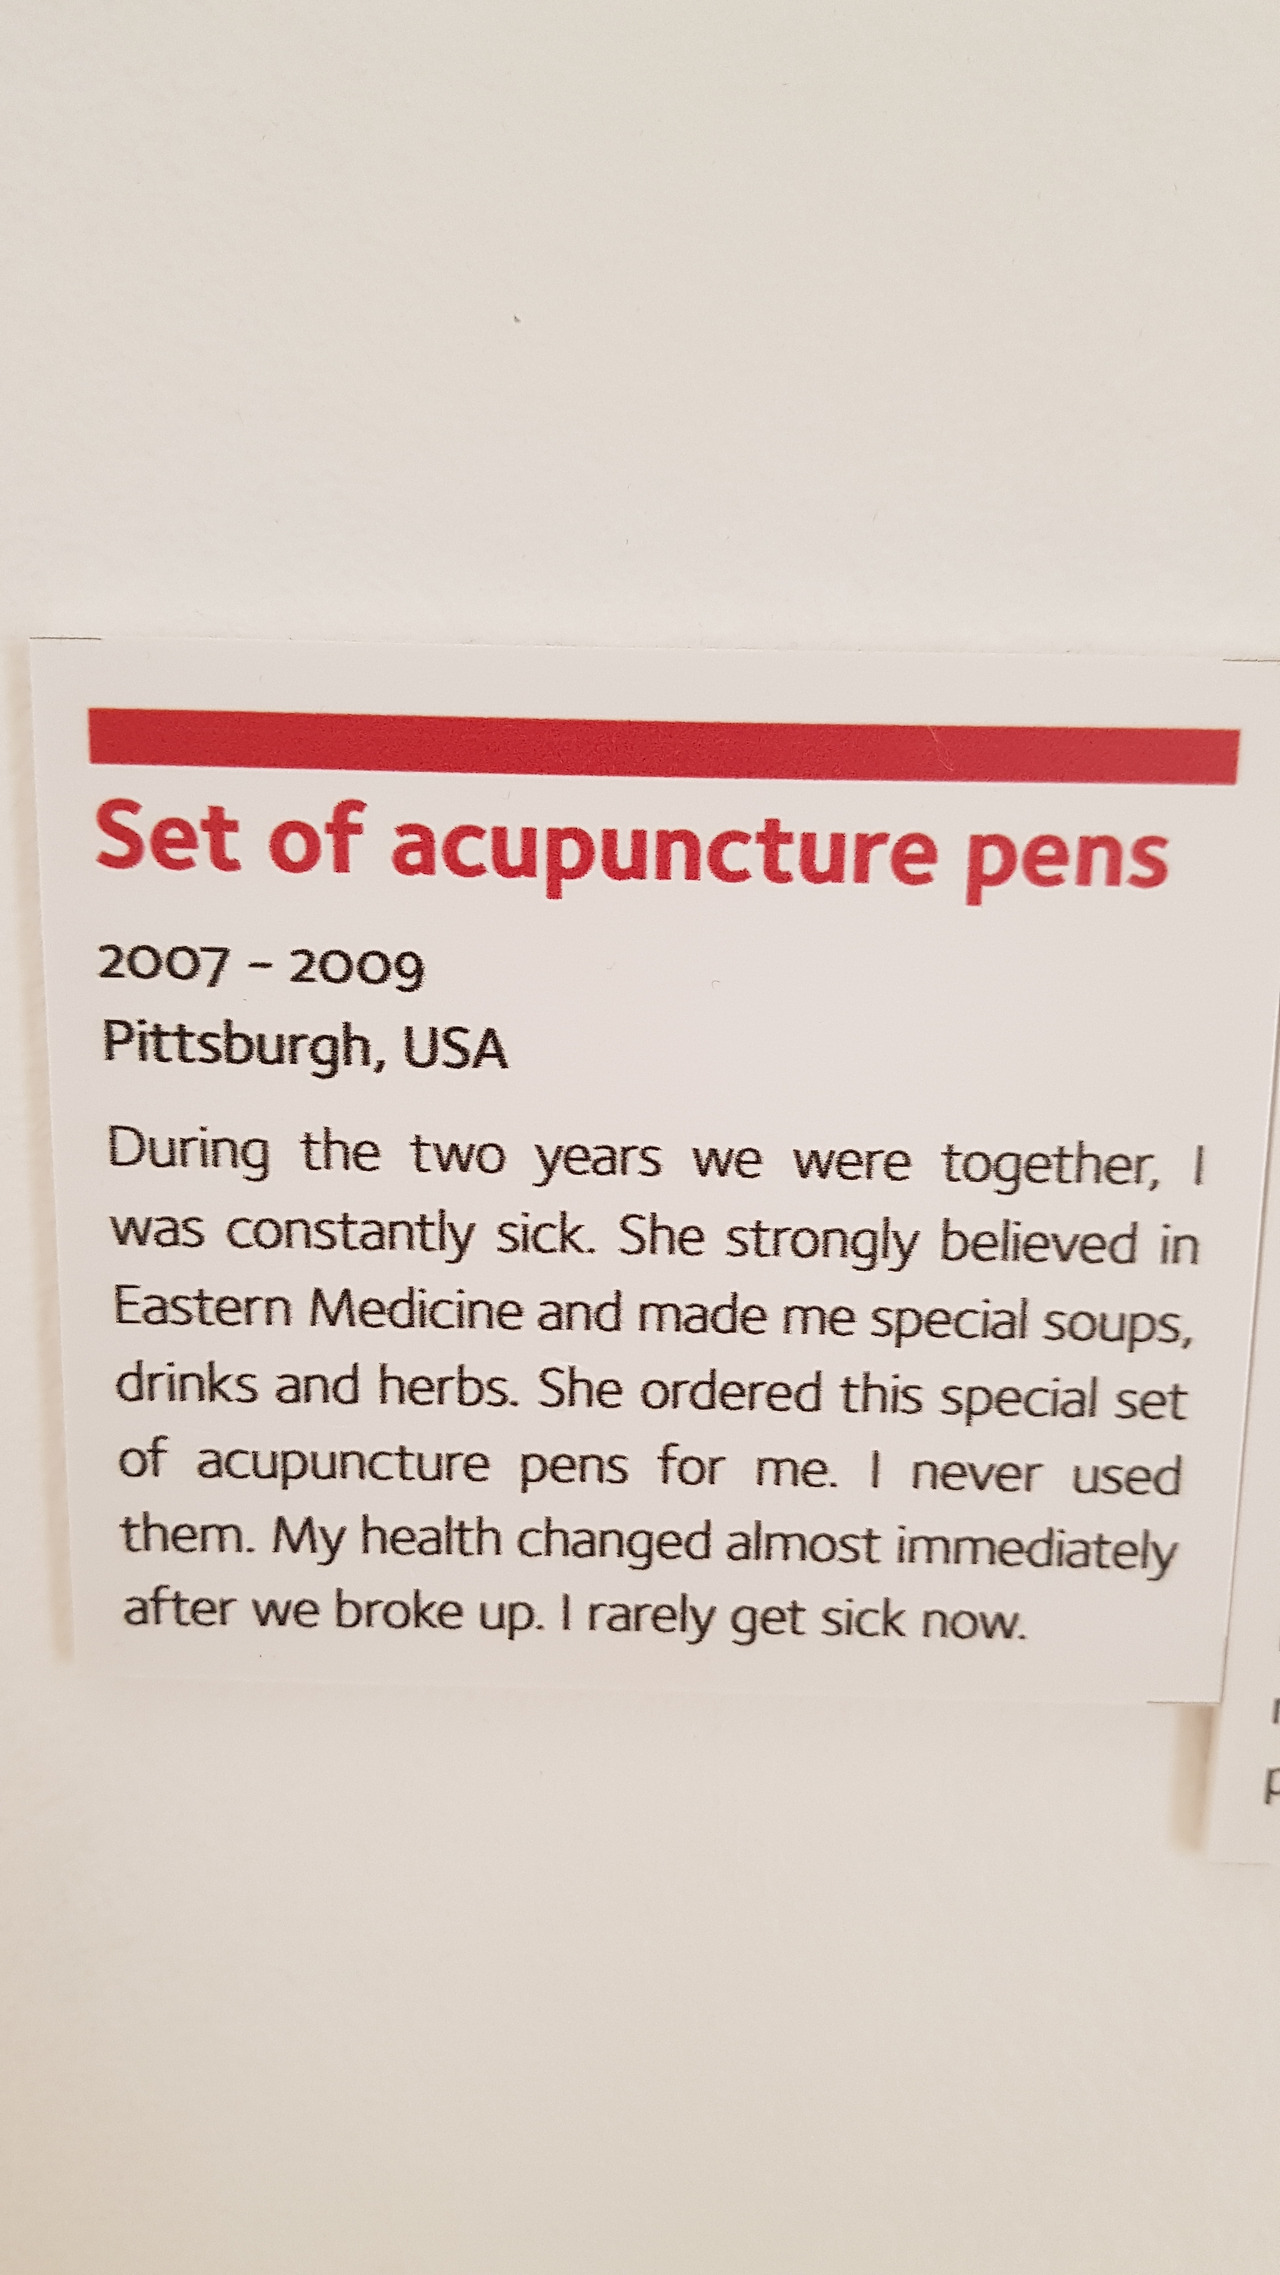 Set of acupuncture pens
2007 – 2009
Pittsburgh, USA
During the two years we were together, I
was constantly sick. She strongly believed in
Eastern Medicine and made me special soups,
drinks and herbs. She ordered this special set
of acupuncture pens for me. I never used
them. My health changed almost immediately
after we broke up. I rarely get sick now.